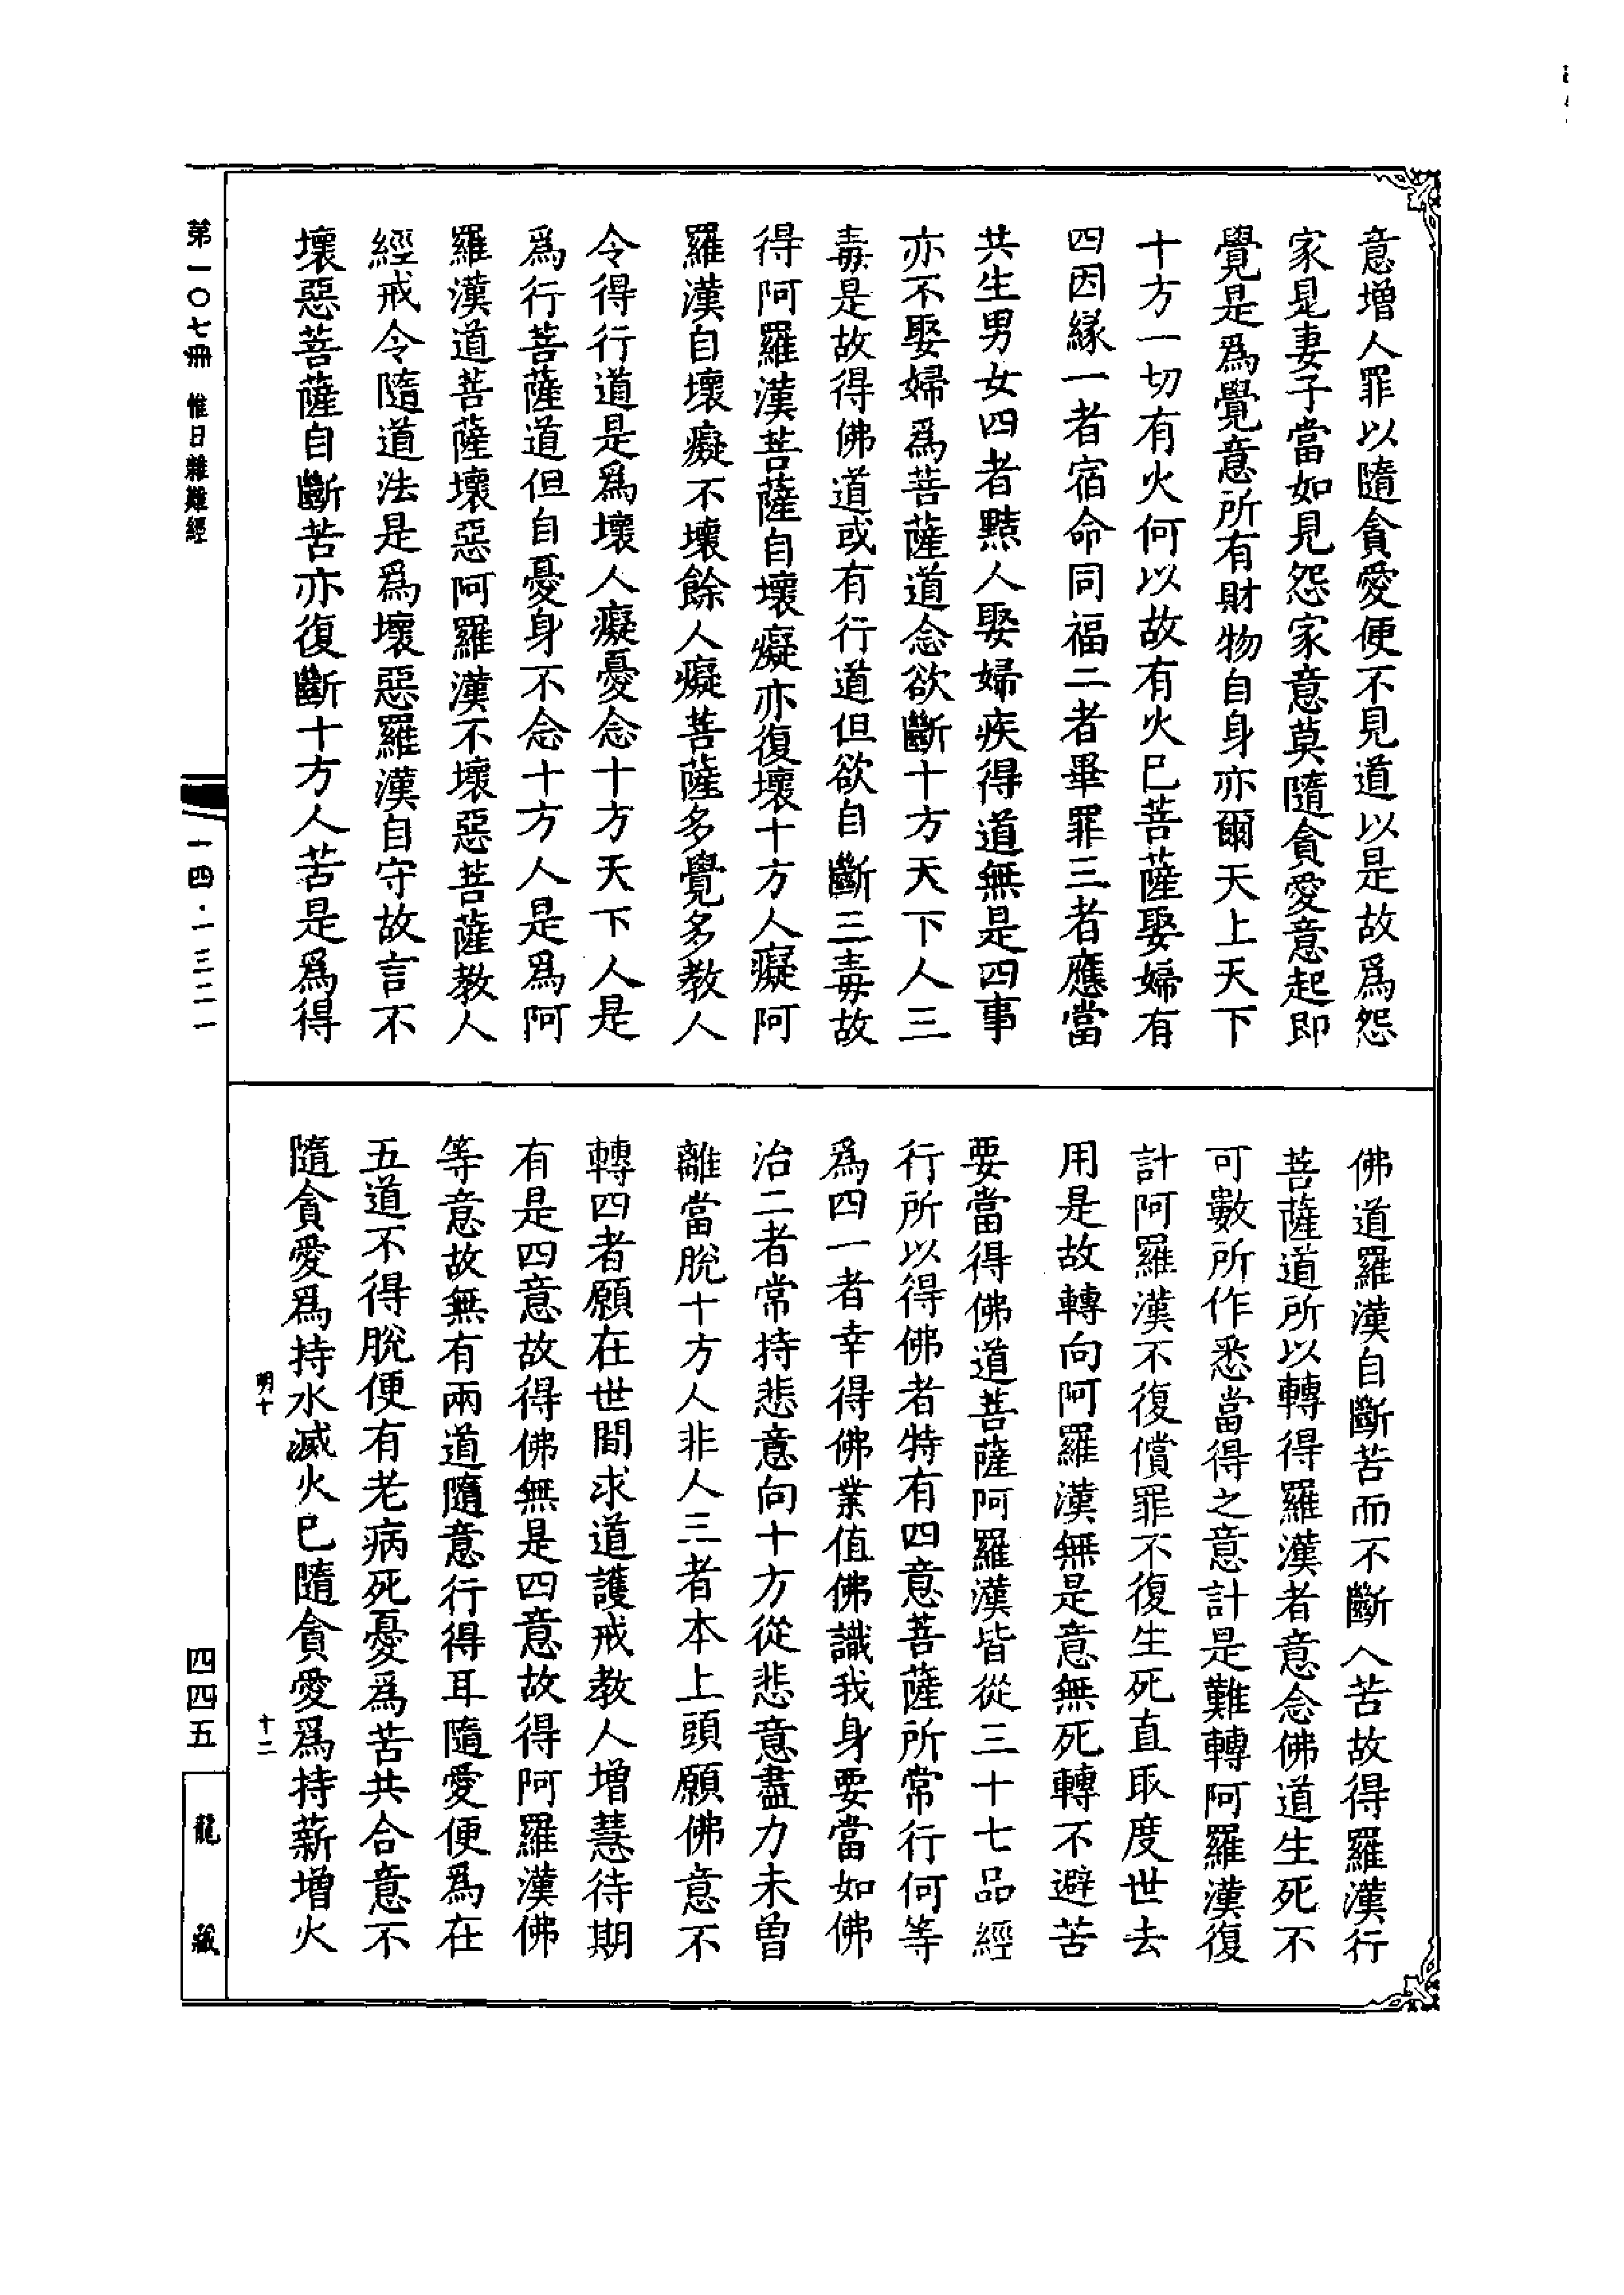 意增人罪以隨貪愛便不見道以是故爲怨
家見妻子當如見怨家意莫隨貪愛意起即
覺是爲覺意所有財物自身亦爾天上天下
十方一切有火何以故有火巳菩薩娶婦有
四因緣一者宿命同福二者畢罪三者應當
共生男女四者黠人娶婦疾得道無是四事
亦不娶婦爲菩薩道念欲斷十方天下人三
毒是故得佛道或有行道但欲自斷三毒故
得阿羅漢菩薩自壞癡亦復壞十方人癡阿
羅漢自壞癡不壞餘人癡菩薩多覺多教人
令得行道是爲壞人癡憂念十方天下人是
爲行菩薩道但自憂身不念十方人是爲阿
羅漢道菩薩壞惡阿羅漢不壞惡菩薩教人
經戒令隨道法是爲壞惡羅漢自守故言不
壞惡菩薩自斷苦亦復斷十方人苦是爲得
佛道羅漢自斷苦而不斷人苦故得羅漢行
菩薩道所以轉得羅漢者意念佛道生死不
可數所作悉當得之意計是難轉阿羅漢復
計阿羅漢不復償罪不復生死直取度世去
用是故轉向阿羅漢無是意無死轉不避苦
要當得佛道菩薩阿羅漢皆從三十七品經
行所以得佛者特有四意菩薩所常行何等
爲四一者幸得佛業值佛識我身要當如佛
治二者常持悲意向十方從悲意盡力未曾
離當脫十方人非人三者本上頭願佛意不
轉四者願在世間求道護戒教人增慧待期
有是四意故得佛無是四意故得阿羅漢佛
等意故無有兩道隨意行得耳隨愛便爲在
五道不得脫便有老病死憂爲苦共合意不
隨貪愛爲持水滅火巳隨貪愛爲持薪增火
明十 十二
第一〇七冊 惟日雜難經
一四·一三二一
四四五
龍藏